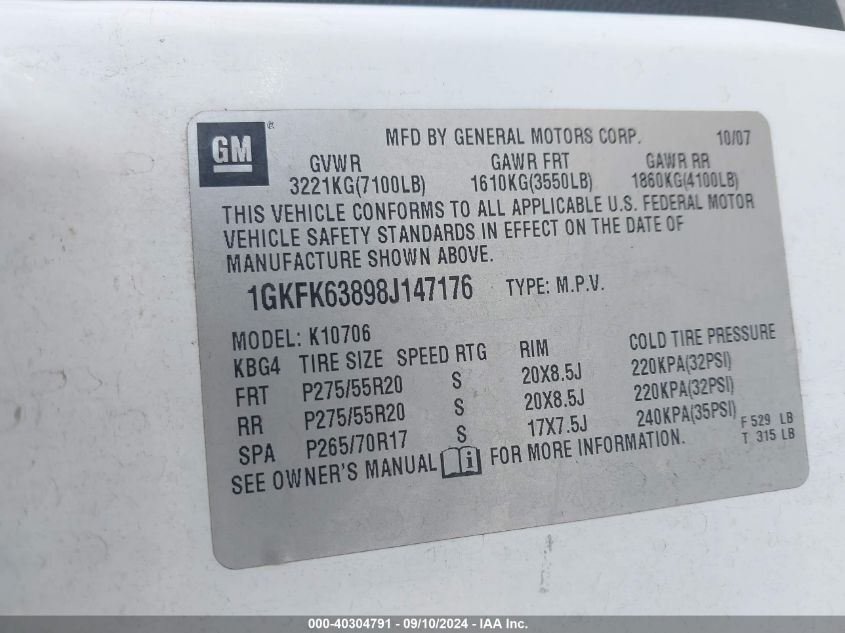 GM ® MFD BY GENERAL MOTORS CORP. 10/07
GVWR GAWR FRT GAWR RR
3221KG(7100LB) 1610KG(3550LB) 1860KG(4100LB)
THIS VEHICLE CONFORMS TO ALL APPLICABLE U.S. FEDERAL MOTOR
VEHICLE SAFETY STANDARDS IN EFFECT ON THE DATE OF
MANUFACTURE SHOWN ABOVE.
1GKFK63898J147176 TYPE: M.P.V.
MODEL: K10706
KBG4 TIRE SIZE SPEED RTG RIM COLD TIRE PRESSURE
FRT P275/55R20 S 20X8.5J 220KPA(32PSI)
RR P275/55R20 S 20X8.5J 220KPA(32PSI)
SPA P265/70R17 S 17X7.5J 240KPA(35PSI) F 529 LB
SEE OWNER'S MANUAL i FOR MORE INFORMATION. T 315 LB
000-40304791 - 09/10/2024 - IAA Inc.